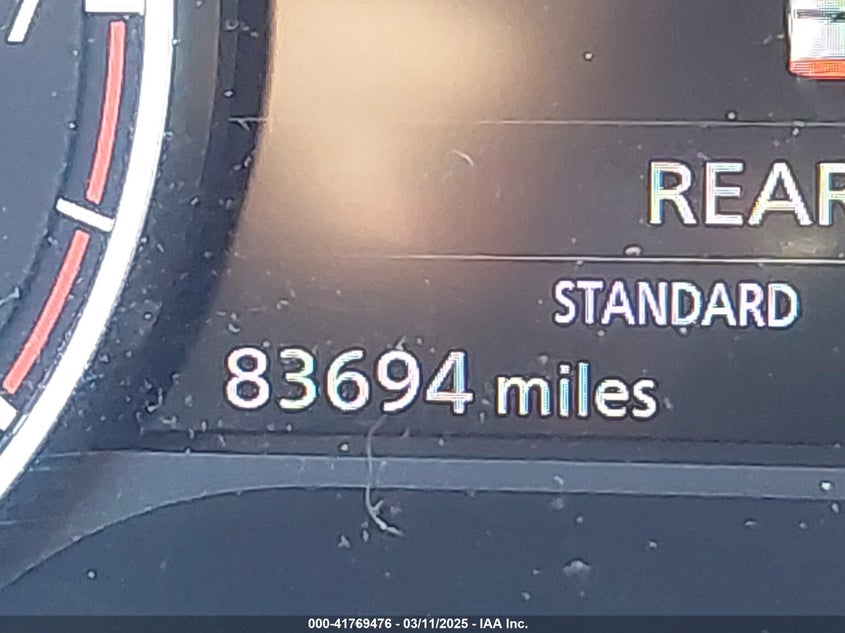 REAR
STANDARD
83694 miles
000-41769476 - 03/11/2025 - IAA Inc.